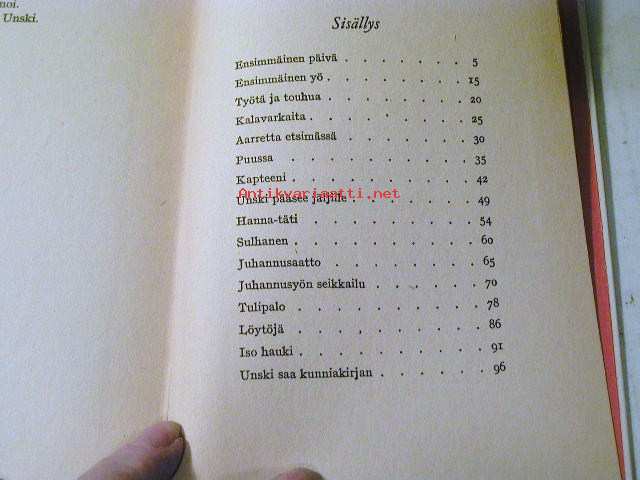 noi.
Unski.
Sisällys
Ensimmäinen päivä . . . . . . . 5
Ensimmäinen yö . . . . . . . . 15
Työtä ja touhua . . . . . . . . 20
Kalavarkaita . . . . . . . . . 25
Aarretta etsimässä . . . . . . . 30
Puussa . . . . . . . . . . 35
Kapteeni . . . . . . . . . . 42
Antikvariaatti.net
Unski pääsee jäljille . . . . . . . 49
Hanna-täti . . . . . . . . . 54
Sulhanen . . . . . . . . . . 60
Juhannusaatto . . . . . . . . 65
Juhannusyön seikkailu . . . . . . 70
Tulipalo . . . . . . . . . . 78
Löytöjä . . . . . . . . . . 86
Iso hauki . . . . . . . . . . 91
Unski saa kunniakirjan . . . . . . 96